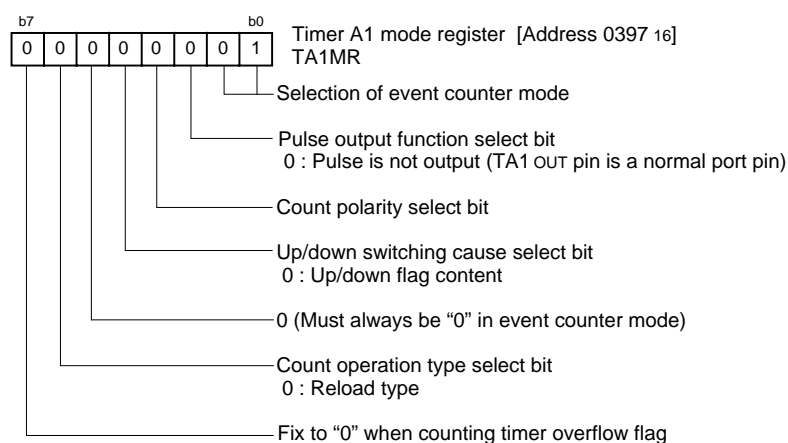 b7 b0
Timer A1 mode register [Address 0397 16]
0 0 0 0 0 0 0 1
TA1MR
Selection of event counter mode
Pulse output function select bit
0 : Pulse is not output (TA1 OUT pin is a normal port pin)
Count polarity select bit
Up/down switching cause select bit
0 : Up/down flag content
0 (Must always be “0” in event counter mode)
Count operation type select bit
0 : Reload type
Fix to “0” when counting timer overflow flag